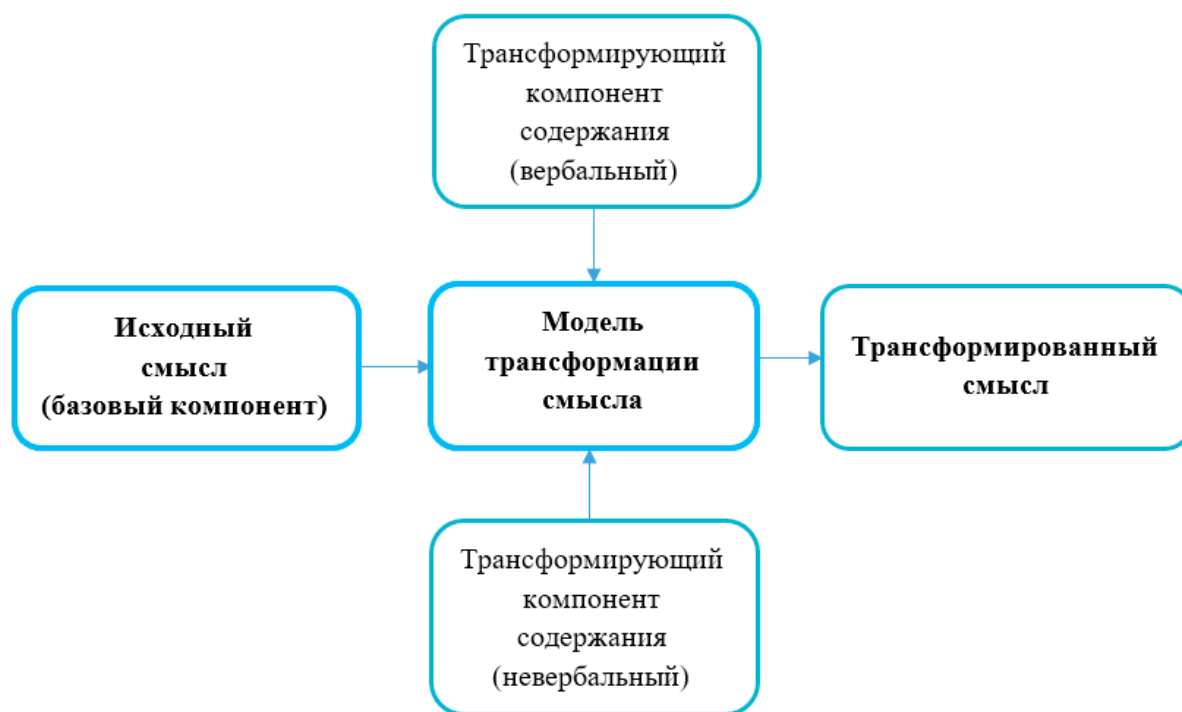 Трансформирующий
компонент
содержания
(вербальный)
Исходный
смысл
(базовый компонент)
Модель
трансформации
смысла
Трансформированный
смысл
Трансформирующий
компонент
содержания
(невербальный)